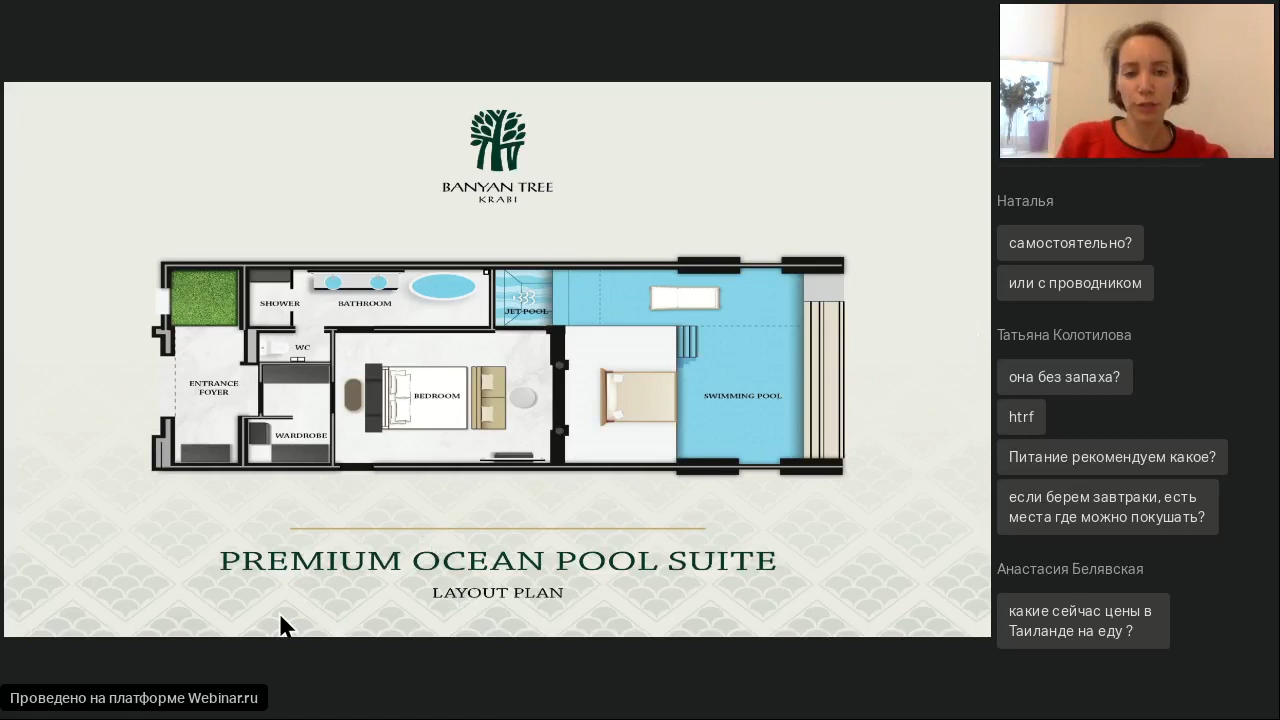 BANYAN TREE
KRABI
SHOWER
BATHROOM
JET POOL
WC
ENTRANCE
FOYER
BEDROOM
SWIMMING POOL
WARDROBE
PREMIUM OCEAN POOL SUITE
LAYOUT PLAN
Наталья
самостоятельно?
или с проводником
Татьяна Колотилова
она без запаха?
htrf
Питание рекомендуем какое?
если берем завтраки, есть
места где можно покушать?
Анастасия Белявская
какие сейчас цены в
Таиланде на еду ?
Проведено на платформе Webinar.ru